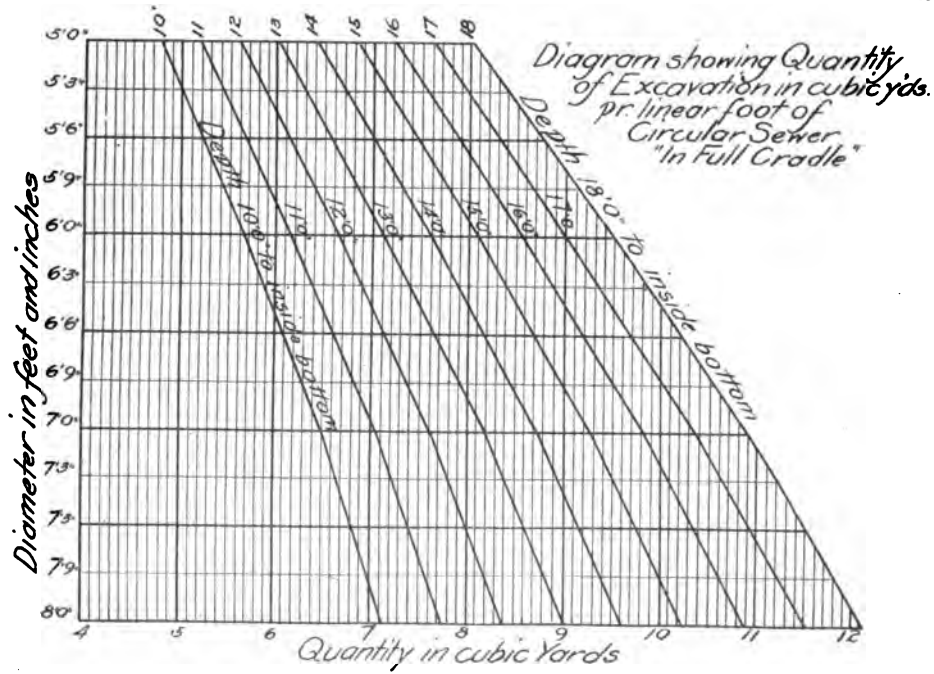 10" 11 12 13 14 15 16 17 18
Diagram showing Quantity
of Excavation in cubic yds.
pr. linear foot of
Circular Sewer
"In Full Cradle"
Diameter in feet and inches
5'0"
5'3"
5'6"
5'9"
6'0"
6'3"
6'6"
6'9"
7'0"
7'3"
7'3"
7'9"
8'0"
Depth 10'0" to inside bottom
11'0"
12'0"
13'0"
14'0"
15'0"
16'0"
17'0"
Depth 18'0" to inside bottom
4 5 6 7 8 9 10 11 12
Quantity in cubic Yards